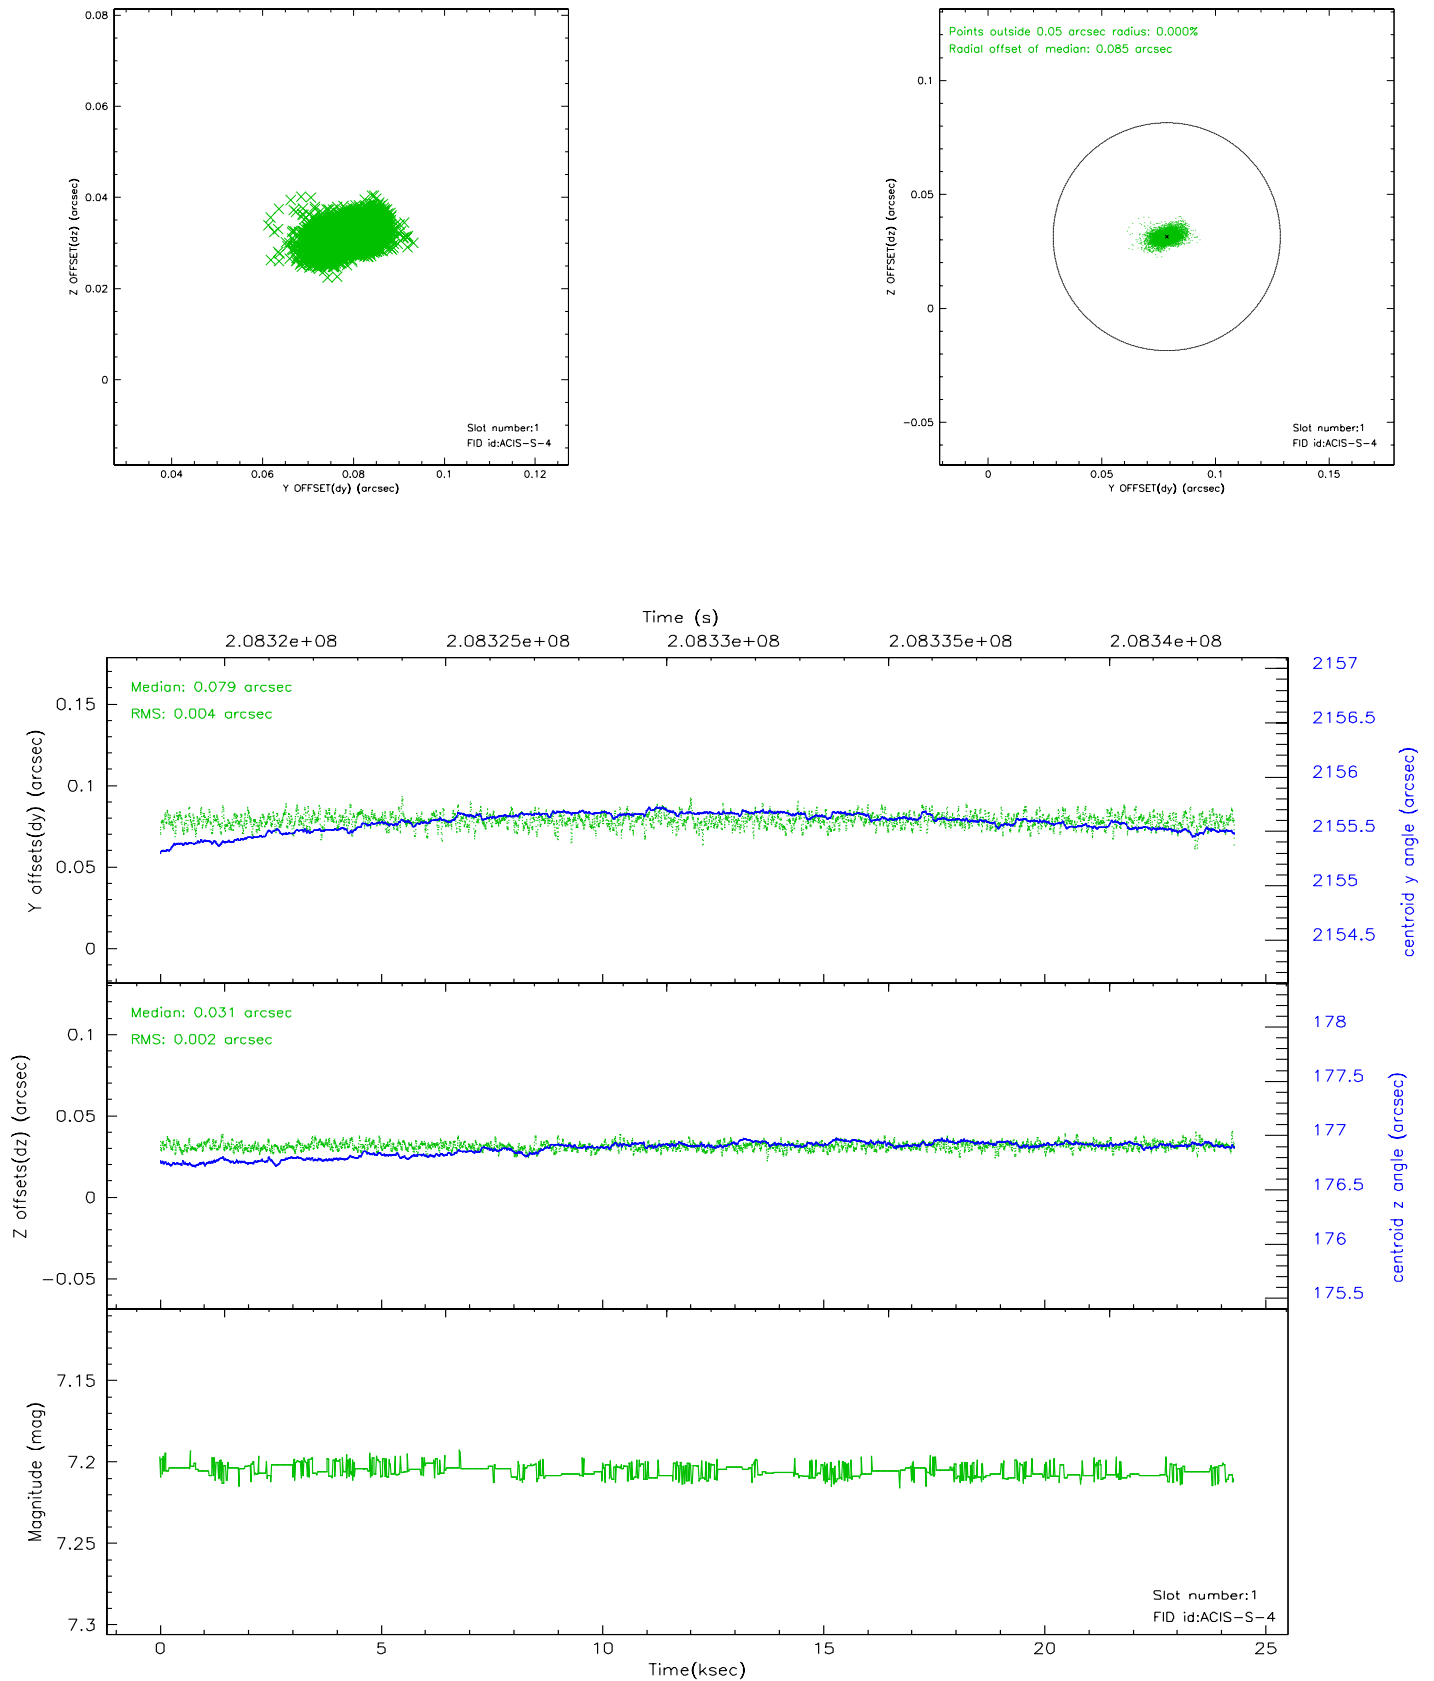 0.08
0.06
0.04
0.02
0
Z OFFSET(dz) (arcsec)
Slot number:1
FID id:ACIS-S-4
0.04 0.06 0.08 0.1 0.12
Y OFFSET(dy) (arcsec)
Points outside 0.05 arcsec radius: 0.000%
Radial offset of median: 0.085 arcsec
0.1
0.05
0
-0.05
Z OFFSET(dz) (arcsec)
Slot number:1
FID id:ACIS-S-4
0 0.05 0.1 0.15
Y OFFSET(dy) (arcsec)
Time (s)
2.0832e+08 2.08325e+08 2.0833e+08 2.08335e+08 2.0834e+08
Median: 0.079 arcsec
RMS: 0.004 arcsec
0.15
0.1
0.05
0
Y offsets(dy) (arcsec)
2157
2156.5
2156
2155.5
2155
2154.5
centroid y angle (arcsec)
Median: 0.031 arcsec
RMS: 0.002 arcsec
0.1
0.05
0
-0.05
Z offsets(dz) (arcsec)
178
177.5
177
176.5
176
175.5
centroid z angle (arcsec)
7.15
7.2
7.25
7.3
Magnitude (mag)
Slot number:1
FID id:ACIS-S-4
0 5 10 15 20 25
Time(ksec)